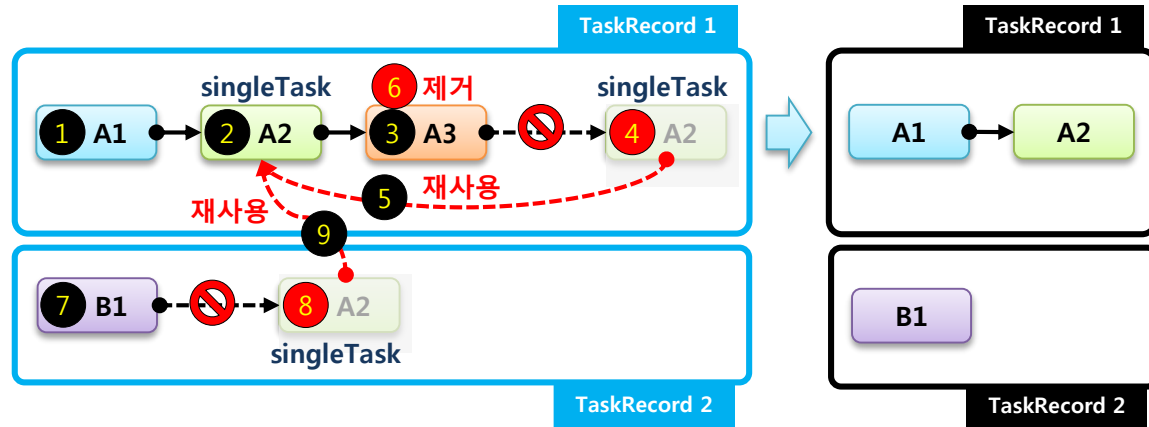 TaskRecord 1
singleTask
6 제거
singleTask
1 A1
2 A2
3 A3
4 A2
5 재사용
재사용
9
7 B1
8 A2
singleTask
TaskRecord 2
TaskRecord 1
A1
A2
B1
TaskRecord 2